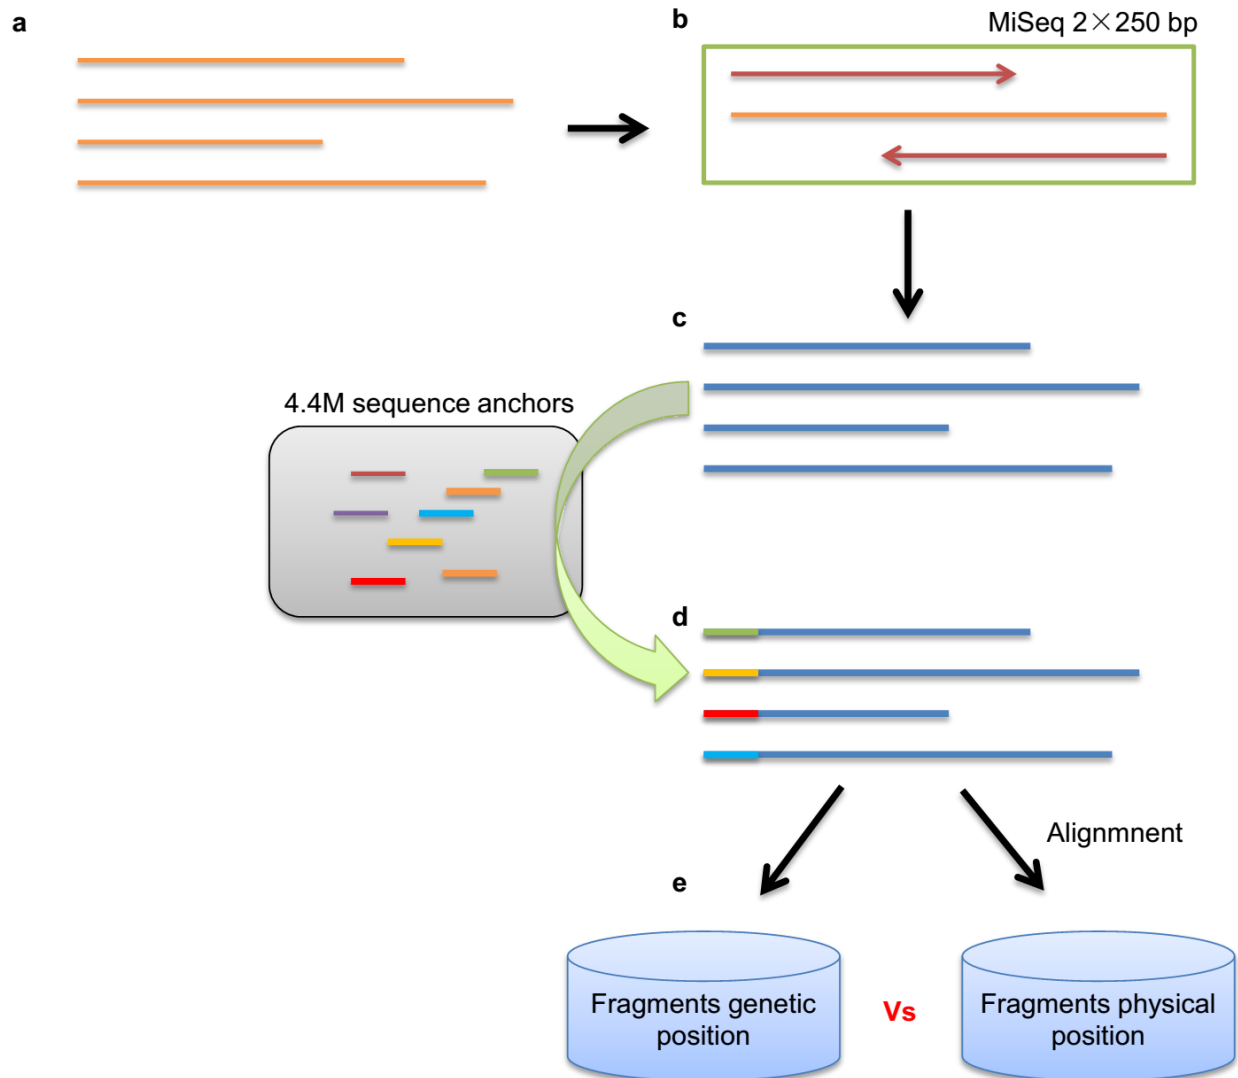 a
b
MiSeq 2×250 bp
c
4.4M sequence anchors
d
Alignmnent
e
Fragments genetic
position
Vs
Fragments physical
position